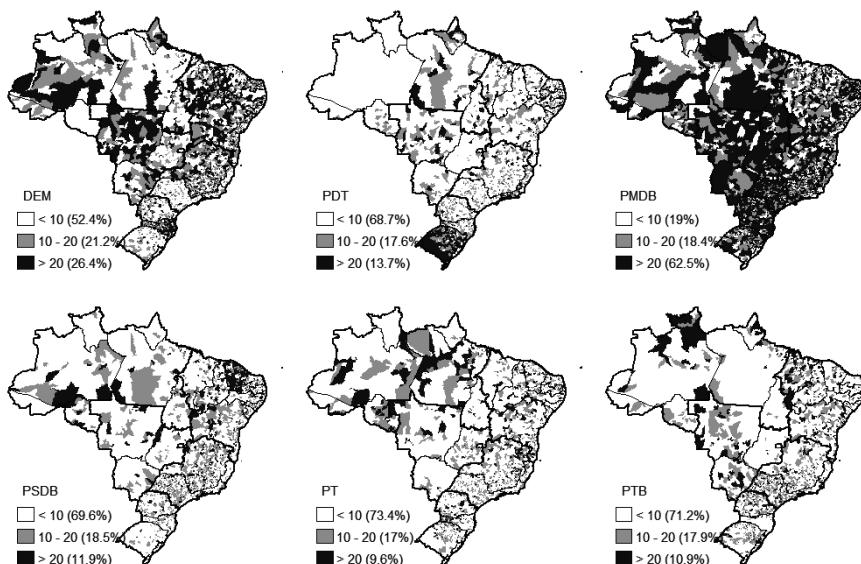 DEM
< 10 (52.4%)
10 - 20 (21.2%
> 20 (26.4%)
PDT
< 10 (68.7%)
10 - 20 (17.6%
> 20 (13.7%)
PMDB
< 10 (19%)
10 - 20 (18.4%
> 20 (62.5%)
PSDB
< 10 (69.6%)
10 - 20 (18.5%
> 20 (11.9%)
PT
< 10 (73.4%)
10 - 20 (17%)
> 20 (9.6%)
PTB
< 10 (71.2%)
10 - 20 (17.9%
> 20 (10.9%)